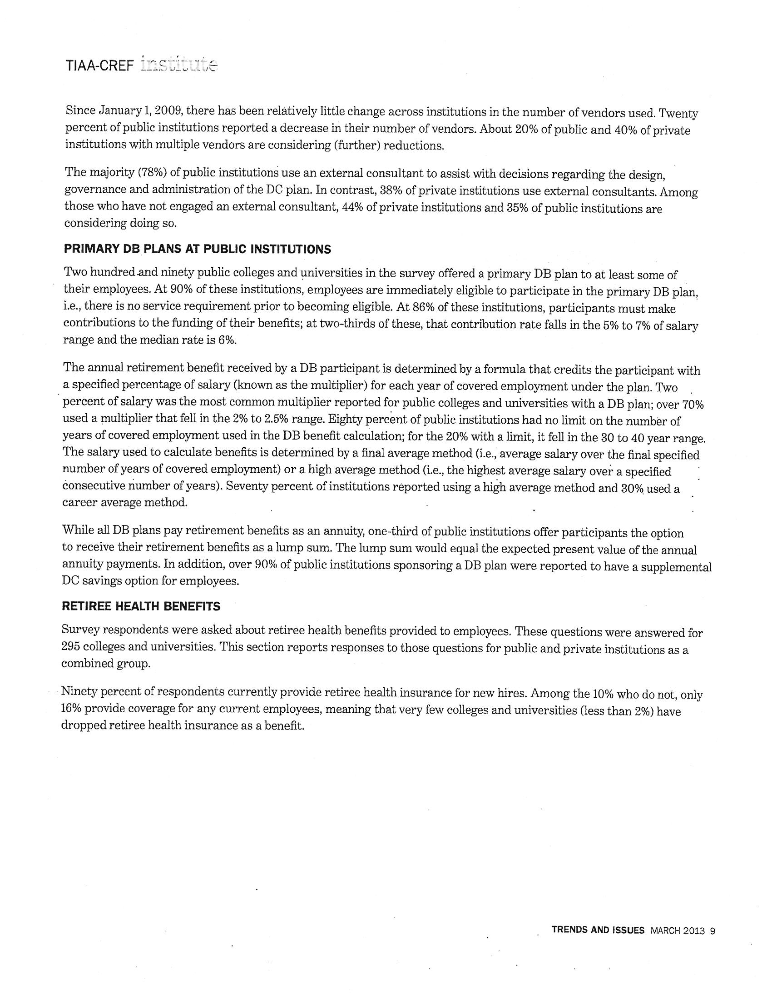 TIAA-CREF institute
Since January 1, 2009, there has been relatively little change across institutions in the number of vendors used. Twenty
percent of public institutions reported a decrease in their number of vendors. About 20% of public and 40% of private
institutions with multiple vendors are considering (further) reductions.
The majority (78%) of public institutions use an external consultant to assist with decisions regarding the design,
governance and administration of the DC plan. In contrast, 38% of private institutions use external consultants. Among
those who have not engaged an external consultant, 44% of private institutions and 35% of public institutions are
considering doing so.
PRIMARY DB PLANS AT PUBLIC INSTITUTIONS
Two hundred and ninety public colleges and universities in the survey offered a primary DB plan to at least some of
their employees. At 90% of these institutions, employees are immediately eligible to participate in the primary DB plan,
i.e., there is no service requirement prior to becoming eligible. At 86% of these institutions, participants must make
contributions to the funding of their benefits; at two-thirds of these, that contribution rate falls in the 5% to 7% of salary
range and the median rate is 6%.
The annual retirement benefit received by a DB participant is determined by a formula that credits the participant with
a specified percentage of salary (known as the multiplier) for each year of covered employment under the plan. Two
percent of salary was the most common multiplier reported for public colleges and universities with a DB plan; over 70%
used a multiplier that fell in the 2% to 2.5% range. Eighty percent of public institutions had no limit on the number of
years of covered employment used in the DB benefit calculation; for the 20% with a limit, it fell in the 30 to 40 year range.
The salary used to calculate benefits is determined by a final average method (i.e., average salary over the final specified
number of years of covered employment) or a high average method (i.e., the highest average salary over a specified
consecutive number of years). Seventy percent of institutions reported using a high average method and 30% used a
career average method.
While all DB plans pay retirement benefits as an annuity, one-third of public institutions offer participants the option
to receive their retirement benefits as a lump sum. The lump sum would equal the expected present value of the annual
annuity payments. In addition, over 90% of public institutions sponsoring a DB plan were reported to have a supplemental
DC savings option for employees.
RETIREE HEALTH BENEFITS
Survey respondents were asked about retiree health benefits provided to employees. These questions were answered for
295 colleges and universities. This section reports responses to those questions for public and private institutions as a
combined group.
Ninety percent of respondents currently provide retiree health insurance for new hires. Among the 10% who do not, only
16% provide coverage for any current employees, meaning that very few colleges and universities (less than 2%) have
dropped retiree health insurance as a benefit.
TRENDS AND ISSUES MARCH 2013 9